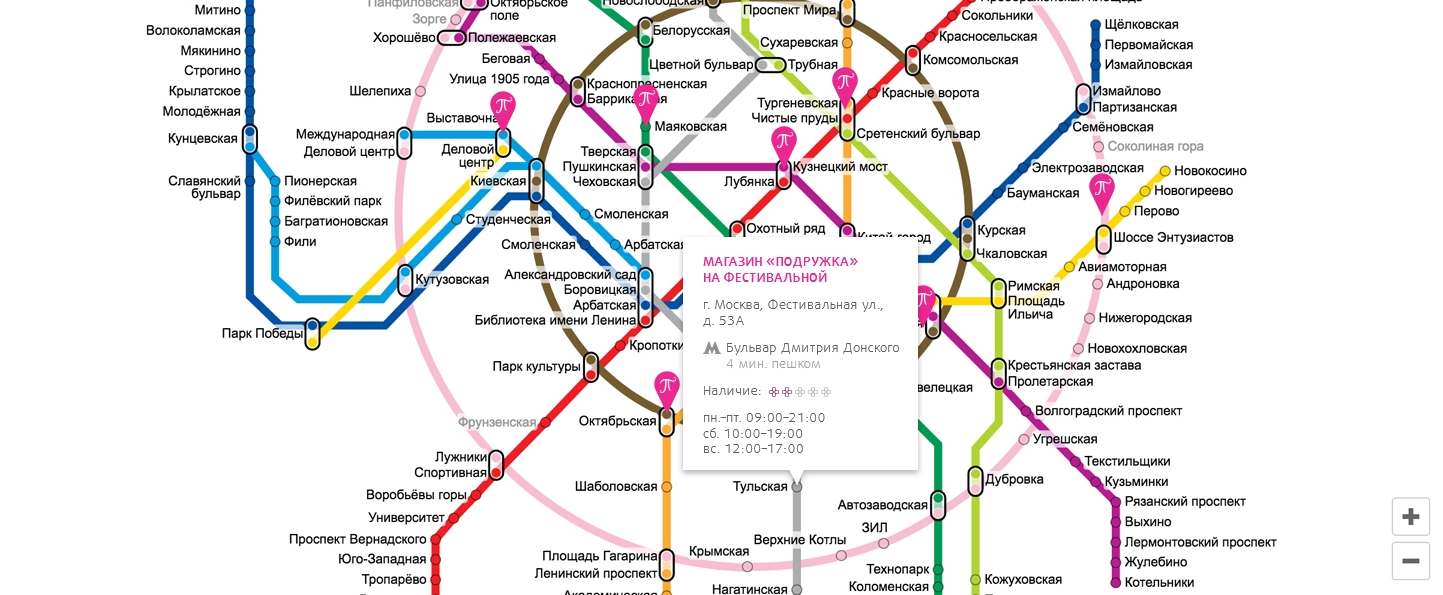 Митино
Волоколамская
Мякинино
Строгино
Крылатское
Молодёжная
Кунцевская
Славянский
бульвар
Пионерская
Филёвский парк
Багратионовская
Фили
Парк Победы
Панфиловская
Зорге
Октябрьское
поле
Хорошёво
Полежаевская
Беговая
Улица 1905 года
Шелепиха
Международная
Деловой центр
Деловой
центр
Киевская
Студенческая
Кутузовская
Смоленская
Смоленская
Арбатская
Белорусская
Краснопресненская
Маяковская
Тверская
Пушкинская
Чеховская
Цветной бульвар
Трубная
Проспект Мира
Сухаревская
Тургеневская
Чистые пруды
Сретенский бульвар
Красные ворота
Комсомольская
Красносельская
Сокольники
Кузнецкий мост
Лубянка
Охотный ряд
Александровский сад
Боровицкая
Арбатская
Библиотека имени Ленина
Парк культуры
Фрунзенская
Лужники
Спортивная
Воробьёвы горы
Университет
Проспект Вернадского
Юго-Западная
Тропарёво
Октябрьская
Шаболовская
Площадь Гагарина
Ленинский проспект
МАГАЗИН «ПОДРУЖКА»
НА ФЕСТИВАЛЬНОЙ
г. Москва, Фестивальная ул.,
д. 53А
Бульвар Дмитрия Донского
4 мин. пешком
Наличие:
пн.–пт. 09:00–21:00
сб. 10:00–19:00
вс. 12:00–17:00
Тульская
Крымская
Верхние Котлы
ЗИЛ
Нагатинская
Автозаводская
Технопарк
Коломенская
Кожуховская
Дубровка
Щёлковская
Первомайская
Измайловская
Измайлово
Партизанская
Семёновская
Соколиная гора
Электрозаводская
Бауманская
Новокосино
Новогиреево
Перово
Шоссе Энтузиастов
Авиамоторная
Андроновка
Курская
Чкаловская
Римская
Площадь
Ильича
Нижегородская
Новохохловская
Крестьянская застава
Пролетарская
Волгоградский проспект
Угрешская
Текстильщики
Кузьминки
Рязанский проспект
Выхино
Лермонтовский проспект
Жулебино
Котельники